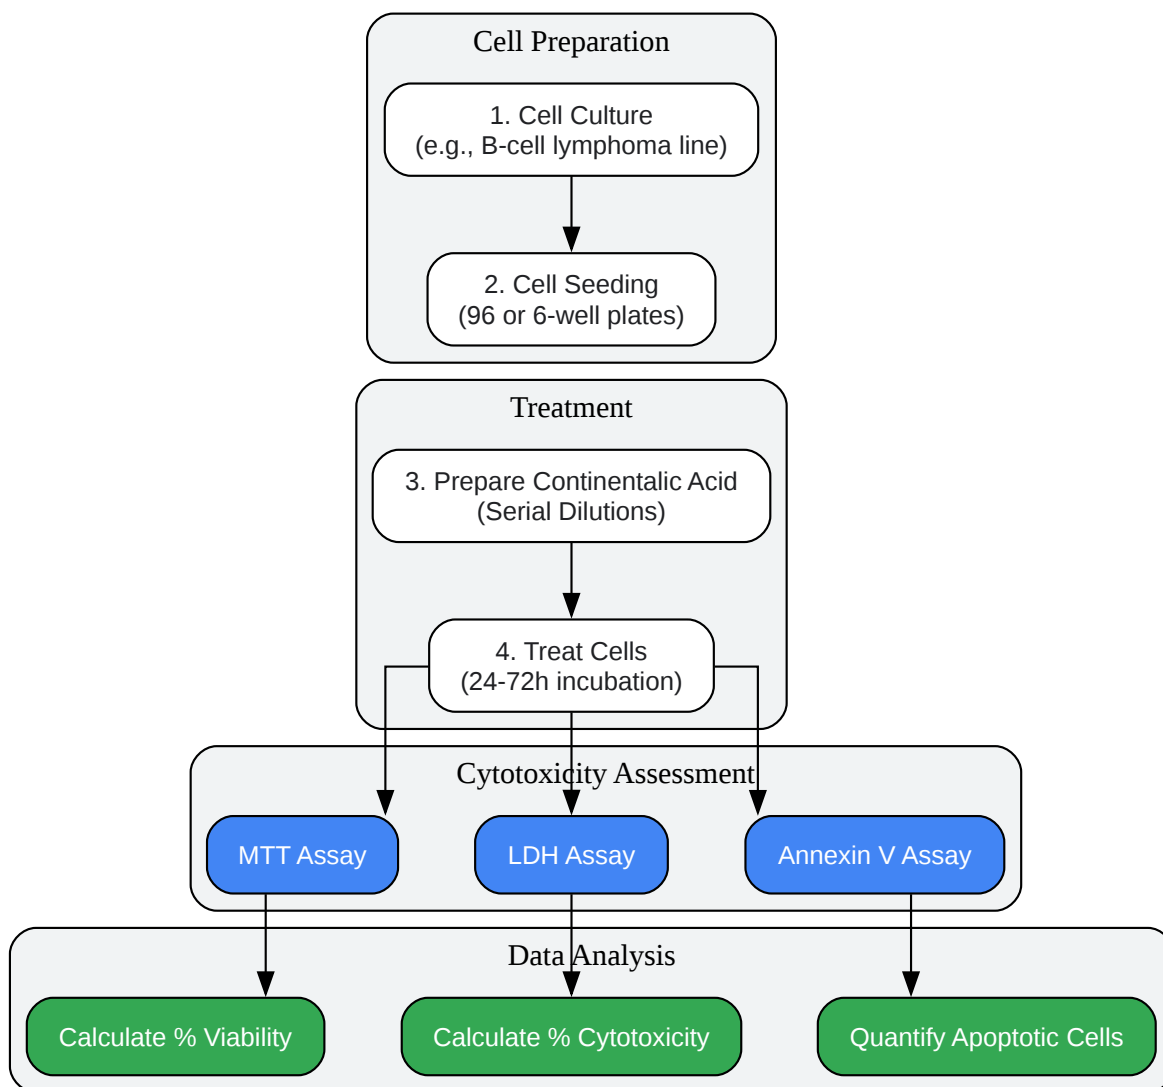 Cell Preparation
1. Cell Culture
(e.g., B-cell lymphoma line)
2. Cell Seeding
(96 or 6-well plates)
Treatment
3. Prepare Continentalic Acid
(Serial Dilutions)
4. Treat Cells
(24-72h incubation)
Cytotoxicity Assessment
MTT Assay
LDH Assay
Annexin V Assay
Data Analysis
Calculate % Viability
Calculate % Cytotoxicity
Quantify Apoptotic Cells